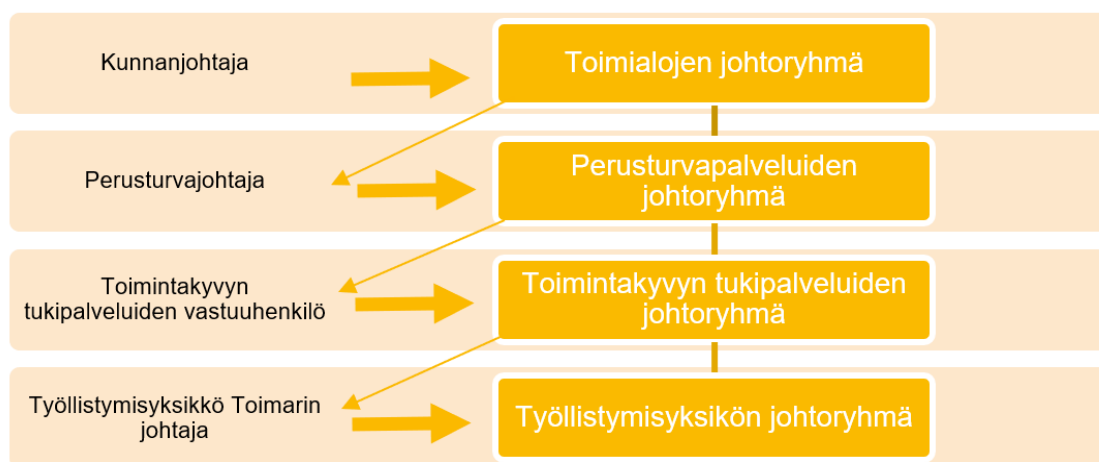 Kunnanjohtaja
Toimialojen johtoryhmä
Perusturvajohtaja
Perusturvapalveluiden
johtoryhmä
Toimintakyvyn
tukipalveluiden vastuuhenkilö
Toimintakyvyn tukipalveluiden
johtoryhmä
Työllistymisyksikkö Toimarin
johtaja
Työllistymisyksikön johtoryhmä